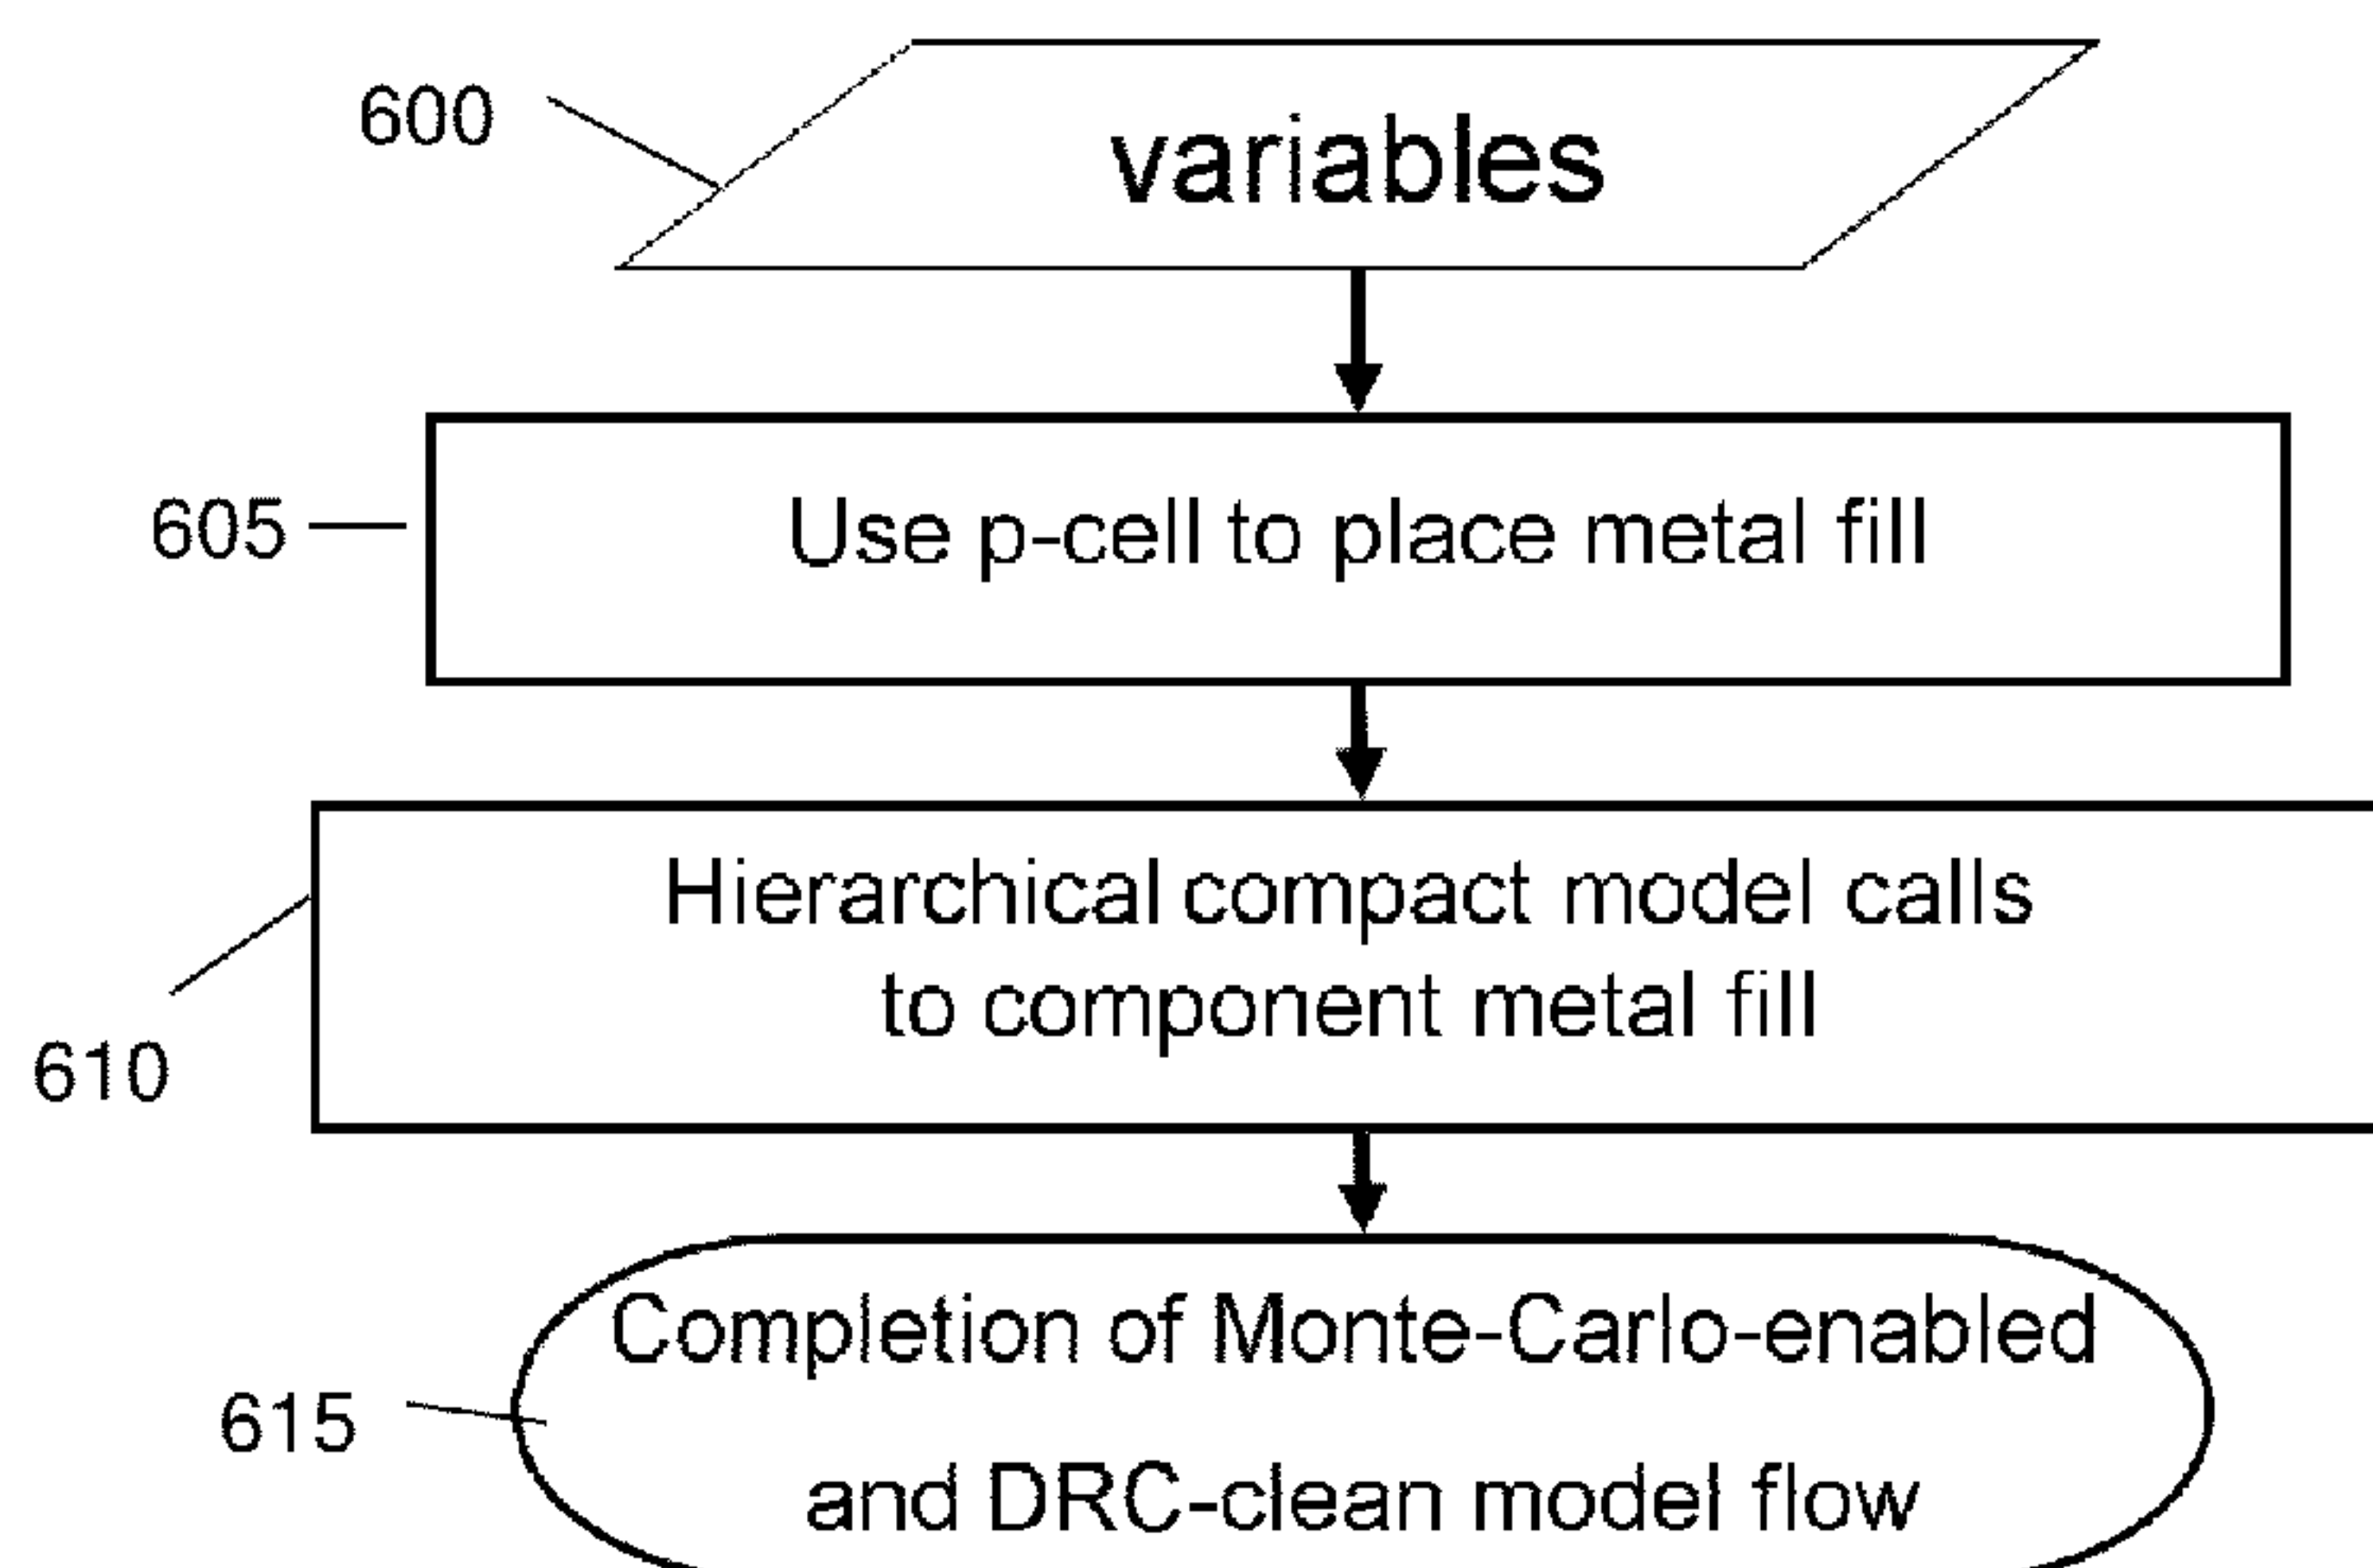 600
variables
605
Use p-cell to place metal fill
Hierarchical compact model calls
to component metal fill
610
Completion of Monte-Carlo-enabled
615
and DRC-clean model flow